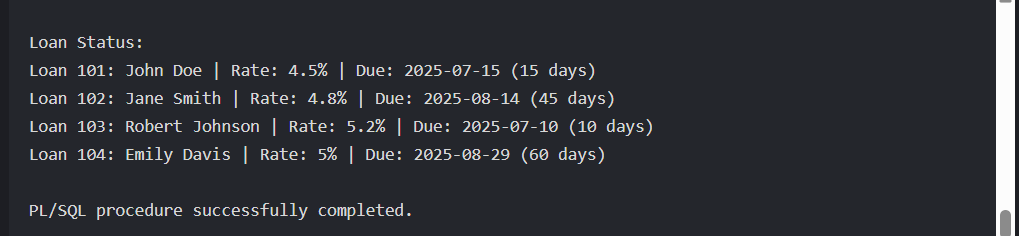 Loan Status:
Loan 101: John Doe | Rate: 4.5% | Due: 2025-07-15 (15 days)
Loan 102: Jane Smith | Rate: 4.8% | Due: 2025-08-14 (45 days)
Loan 103: Robert Johnson | Rate: 5.2% | Due: 2025-07-10 (10 days)
Loan 104: Emily Davis | Rate: 5% | Due: 2025-08-29 (60 days)
PL/SQL procedure successfully completed.